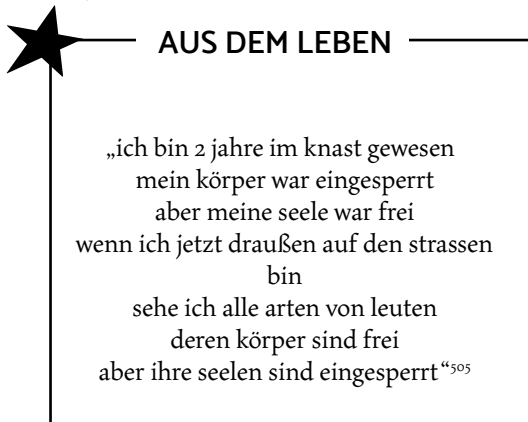 AUS DEM LEBEN
„ich bin 2 jahre im knast gewesen
mein körper war eingesperrt
aber meine seele war frei
wenn ich jetzt draußen auf den strassen
bin
sehe ich alle arten von leuten
deren körper sind frei
aber ihre seelen sind eingesperrt“⁵⁰⁵